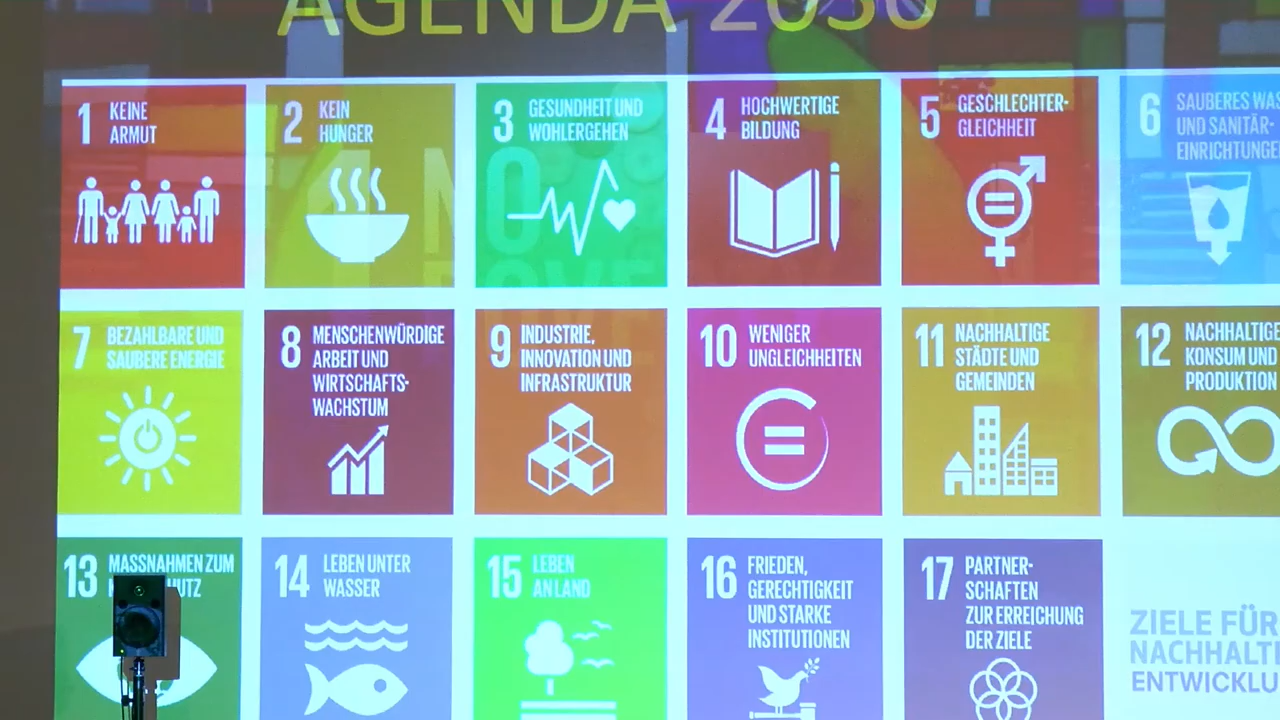 AGENDA 2030
1 KEINE
ARMUT
2 KEIN
HUNGER
3 GESUNDHEIT UND
WOHLERGEHEN
4 HOCHWERTIGE
BILDUNG
5 GESCHLECHTER-
GLEICHHEIT
6 SAUBERES WAS
UND SANITÄR-
EINRICHTUNGEN
7 BEZAHLBARE UND
SAUBERE ENERGIE
8 MENSCHENWÜRDIGE
ARBEIT UND
WIRTSCHAFTS-
WACHSTUM
9 INDUSTRIE,
INNOVATION UND
INFRASTRUKTUR
10 WENIGER
UNGLEICHHEITEN
11 NACHHALTIGE
STÄDTE UND
GEMEINDEN
12 NACHHALTIGE
KONSUM UND
PRODUKTION
13 MASSNAHMEN ZUM
14 LEBEN UNTER
WASSER
15 LEBEN
AN LAND
16 FRIEDEN,
GERECHTIGKEIT
UND STARKE
INSTITUTIONEN
17 PARTNER-
SCHAFTEN
ZUR ERREICHUNG
DER ZIELE
ZIELE FÜR
NACHHALTI
ENTWICKLU